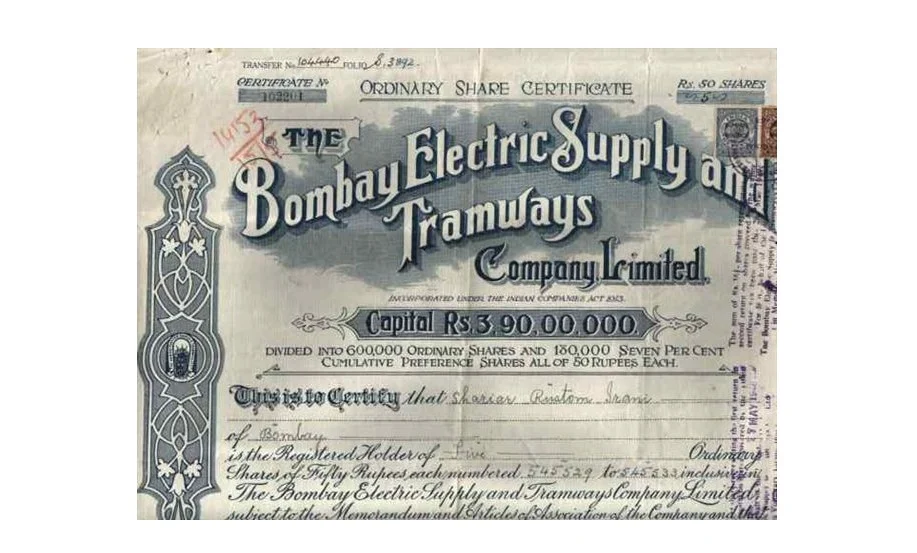 TRANSFER No 104440 FOLIO S, 3892.
CERTIFICATE No
102201
ORDINARY SHARE CERTIFICATE
Rs. 50 SHARES
5
14153
THE
Bombay Electric Supply and
Tramways
Company, Limited.
INCORPORATED UNDER THE INDIAN COMPANIES ACT 1913.
Capital Rs. 3,90,00,000.
DIVIDED INTO 600,000 ORDINARY SHARES AND 180,000 SEVEN PER CENT
CUMULATIVE PREFERENCE SHARES ALL OF 50 RUPEES EACH.
This is to Certify that Shariar Rustom Irani
of Bombay
is the Registered Holder of Five Ordinary
Shares of Fifty Rupees, each numbered 545529 to 545533 inclusive in
The Bombay Electric Supply and Tramways Company Limited
subject to the Memorandum and Articles of Association of the Company and that